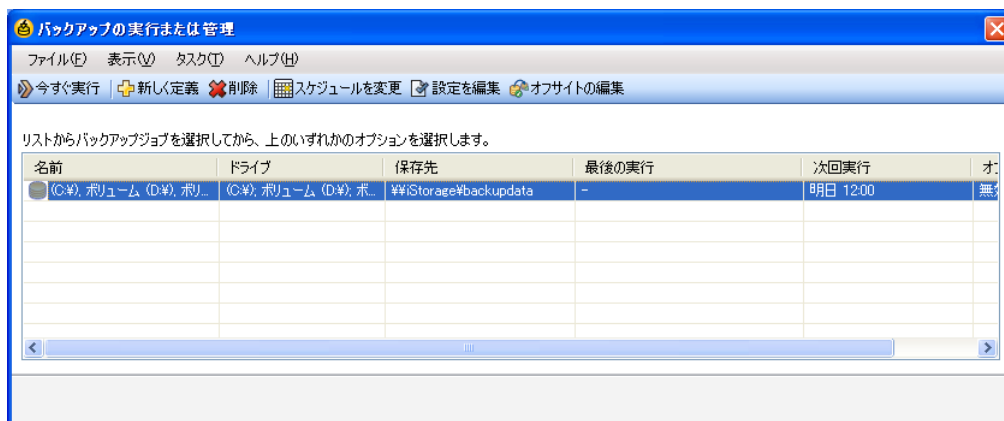 バックアップの実行または管理
ファイル(F) 表示(V) タスク(T) ヘルプ(H)
今すぐ実行 新しく定義 削除 スケジュールを変更 設定を編集 オフサイトの編集
リストからバックアップジョブを選択してから、上のいずれかのオプションを選択します。
名前 ドライブ 保存先 最後の実行 次回実行 オ
(C:¥), ボリューム (D:¥), ボリ... (C:¥); ボリューム (D:¥); ボ... ¥¥iStorage¥backupdata - 明日 12:00 無